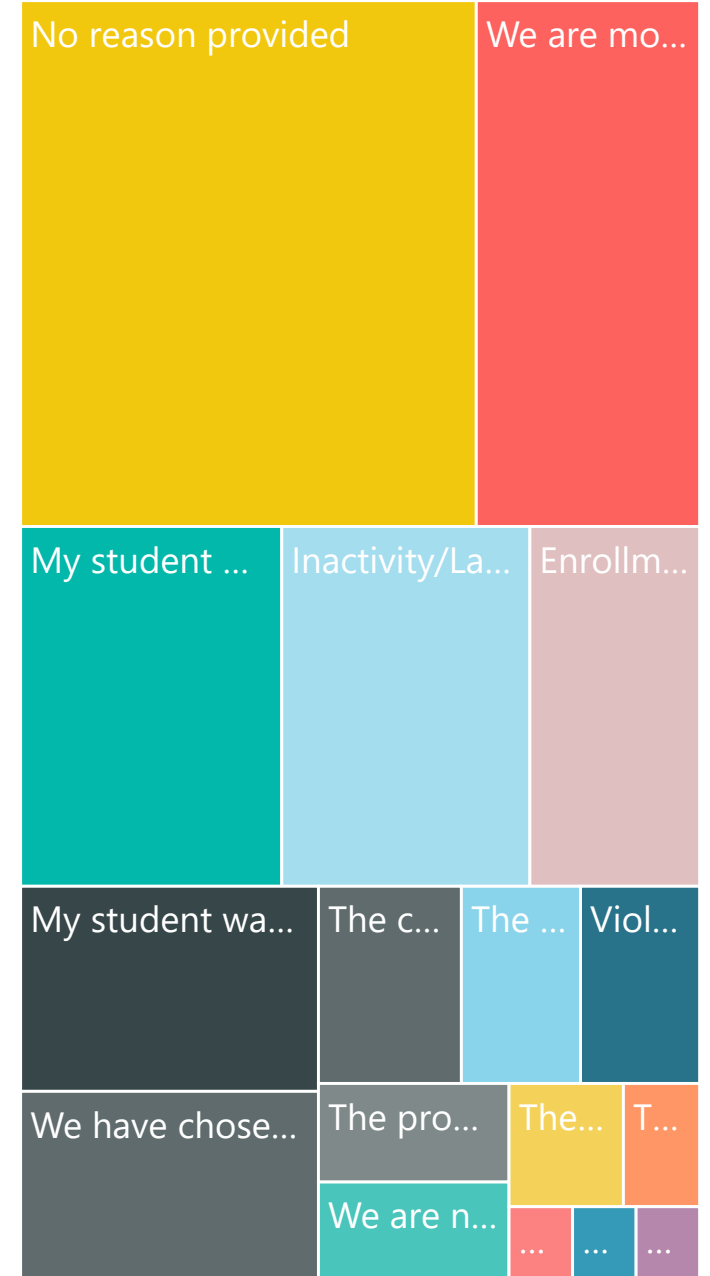 No reason provided
We are mo...
My student ...
Inactivity/La...
Enrollm...
My student wa...
The c...
The ...
Viol...
We have chose...
The pro...
The...
T...
We are n...
...
...
...